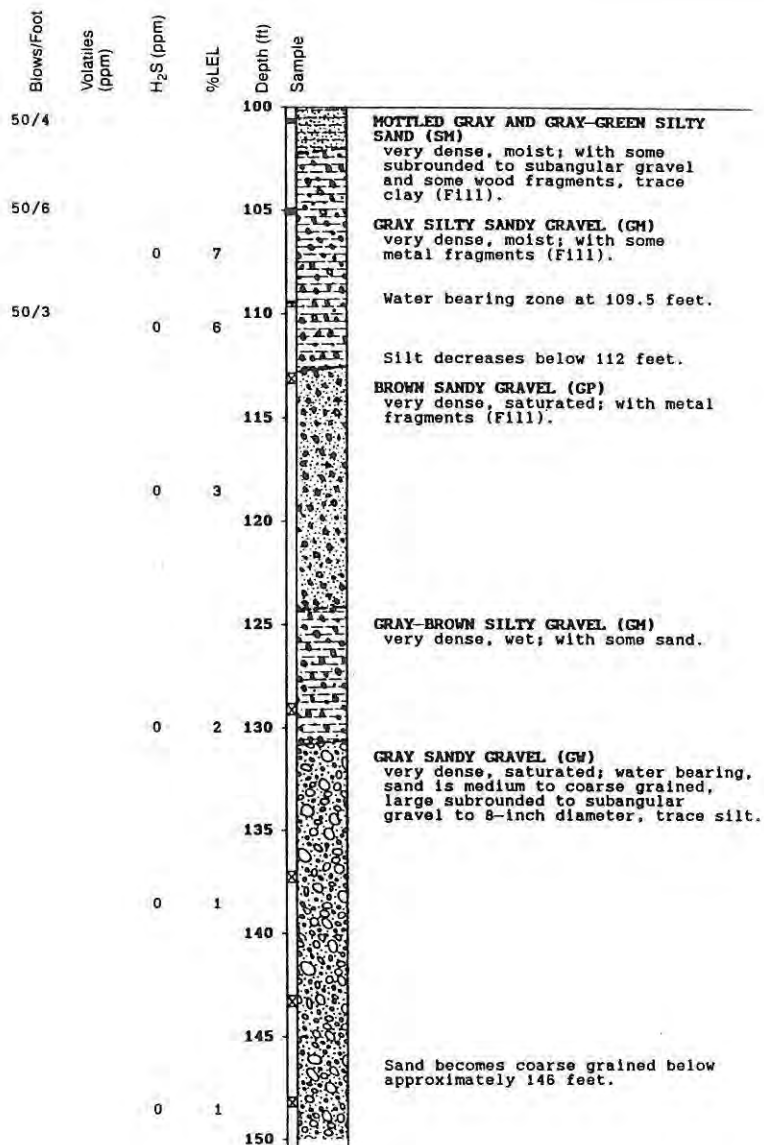 Blows/Foot
Volatiles (ppm)
H₂S (ppm)
%LEL
Depth (ft)
Sample
100
50/4
MOTTLED GRAY AND GRAY-GREEN SILTY
SAND (SM)
very dense, moist; with some
subrounded to subangular gravel
and some wood fragments, trace
clay (Fill).
50/6
105
GRAY SILTY SANDY GRAVEL (GM)
very dense, moist; with some
metal fragments (Fill).
0 7
Water bearing zone at 109.5 feet.
50/3
110
0 6
Silt decreases below 112 feet.
BROWN SANDY GRAVEL (GP)
very dense, saturated; with metal
fragments (Fill).
115
0 3
120
125
GRAY-BROWN SILTY GRAVEL (GM)
very dense, wet; with some sand.
0 2 130
GRAY SANDY GRAVEL (GW)
very dense, saturated; water bearing,
sand is medium to coarse grained,
large subrounded to subangular
gravel to 8-inch diameter, trace silt.
135
0 1
140
145
Sand becomes coarse grained below
approximately 146 feet.
0 1
150